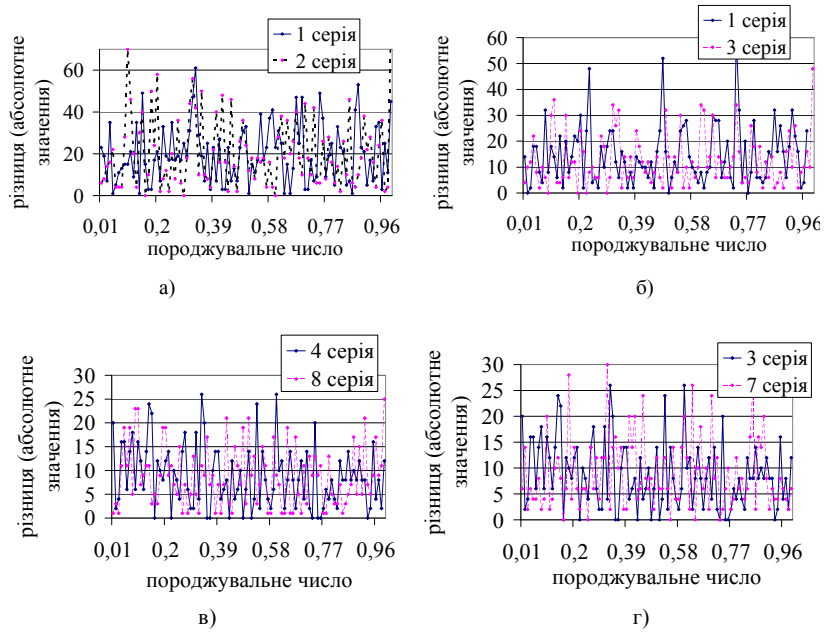 1 серія
2 серія
різниця (абсолютне значення)
60
40
20
0
0,01 0,2 0,39 0,58 0,77 0,96
породжувальне число
а)
1 серія
3 серія
різниця (абсолютне значення)
60
50
40
30
20
10
0
0,01 0,2 0,39 0,58 0,77 0,96
породжувальне число
б)
4 серія
8 серія
різниця (абсолютне значення)
30
25
20
15
10
5
0
0,01 0,2 0,39 0,58 0,77 0,96
породжувальне число
в)
3 серія
7 серія
різниця (абсолютне значення)
30
25
20
15
10
5
0
0,01 0,2 0,39 0,58 0,77 0,96
породжувальне число
г)